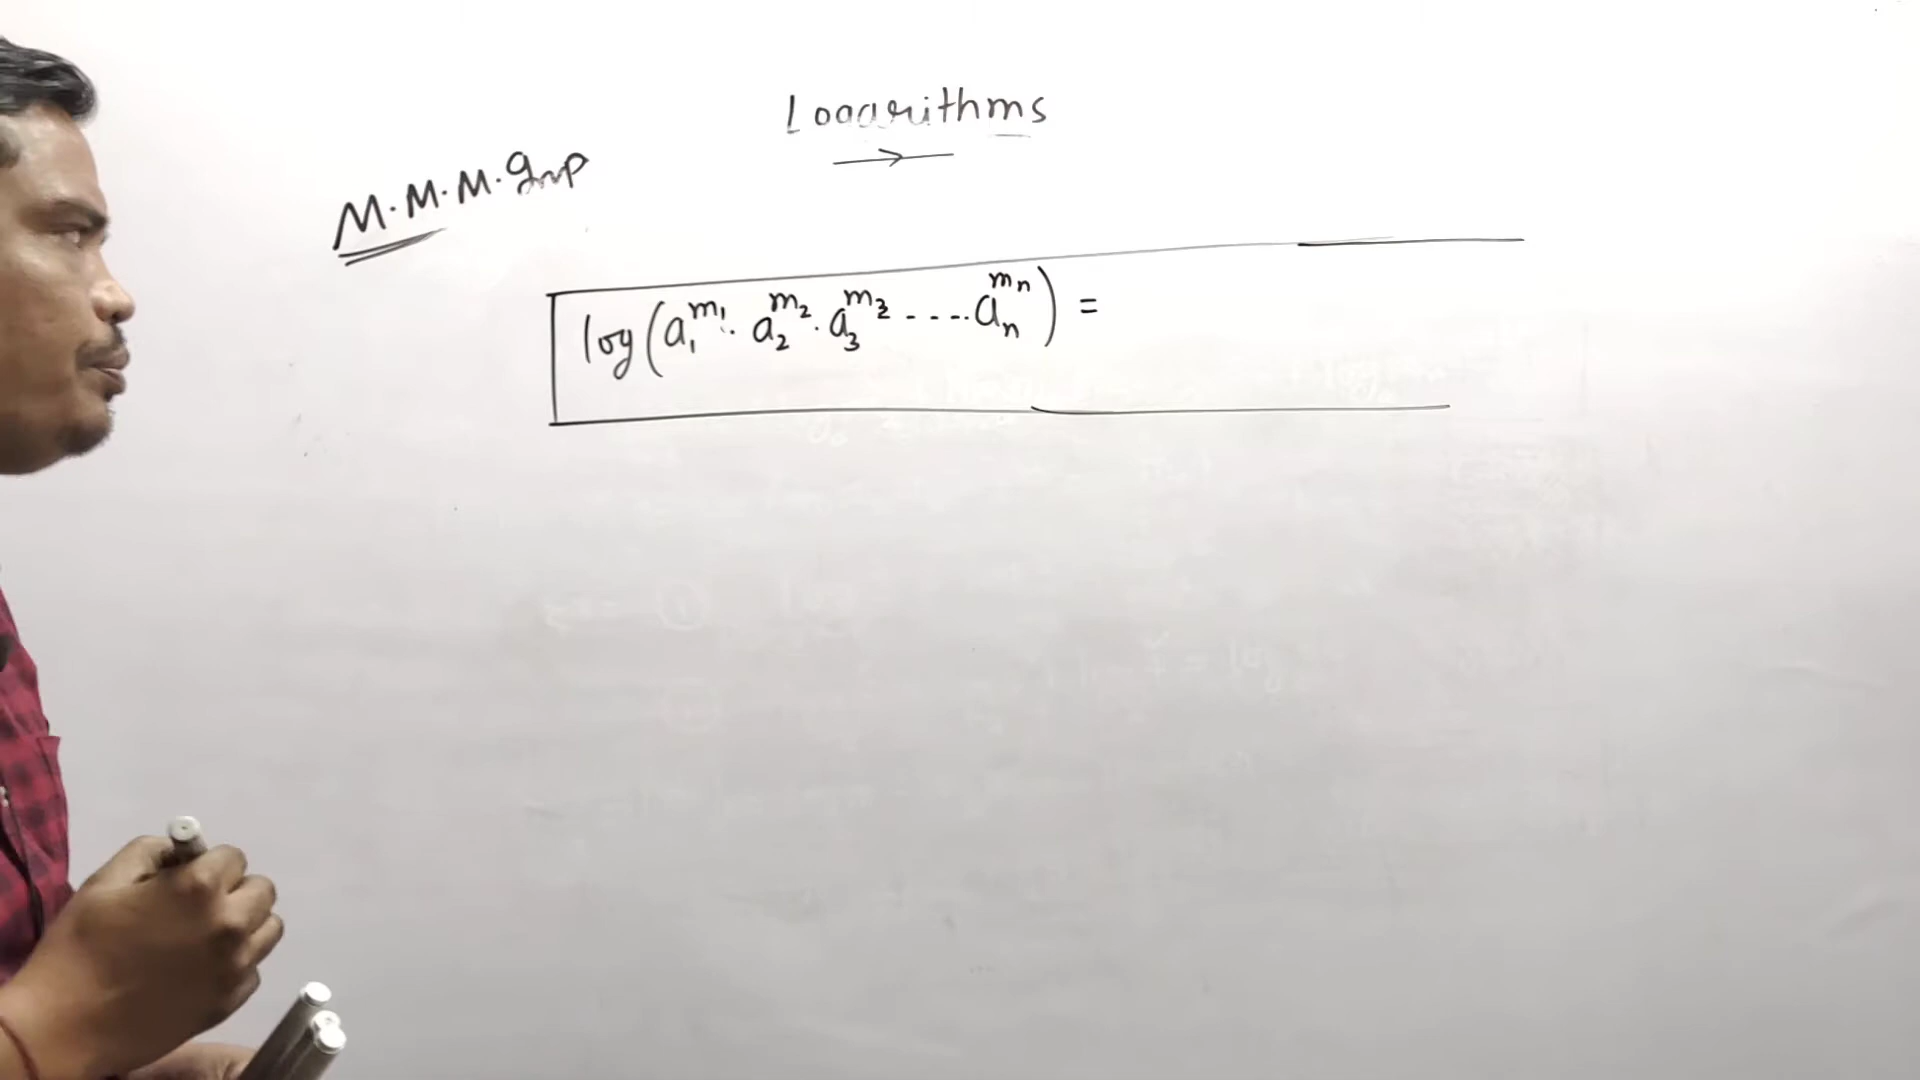 Logarithms
M.M.M. Grp
log(a₁^m₁ . a₂^m₂ . a₃^m₃ - - - - . aₙ^mₙ) =